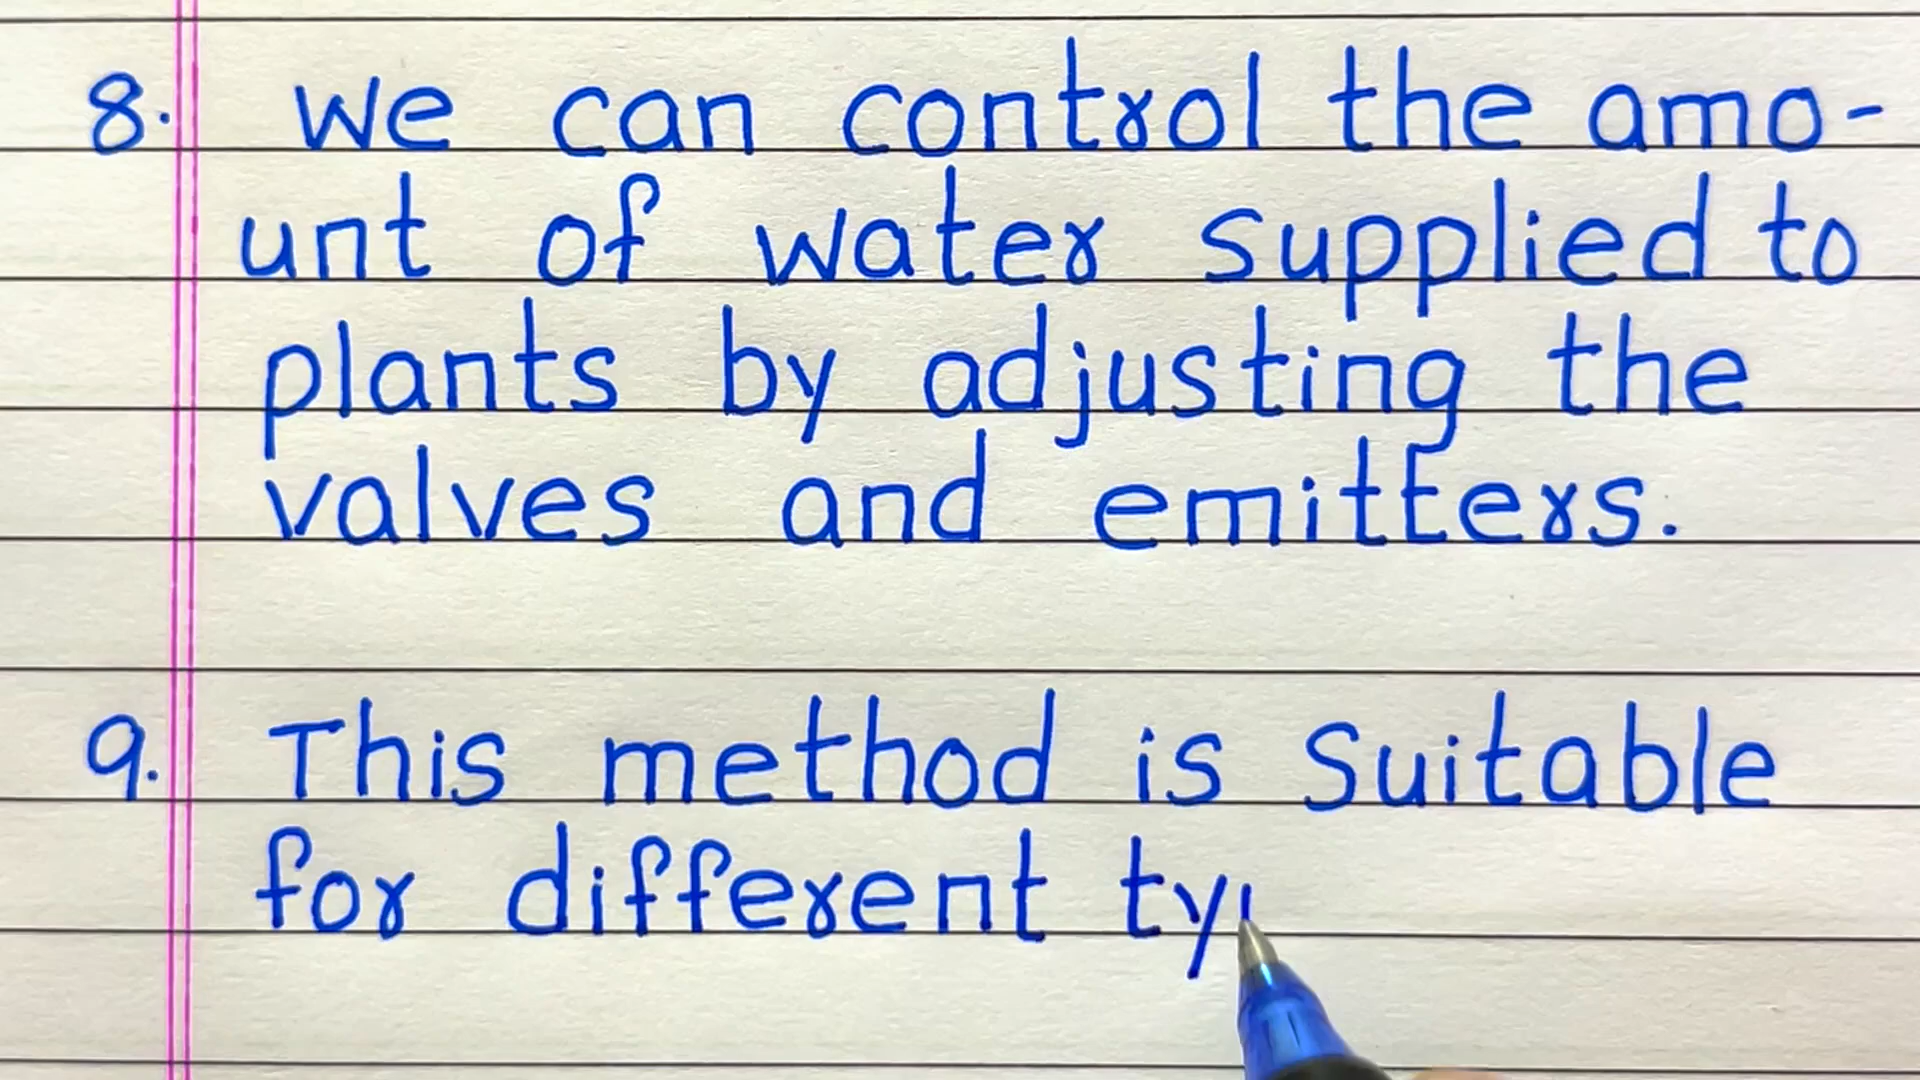 8. We can control the amo-
unt of water supplied to
plants by adjusting the
valves and emitters.
9. This method is suitable
for different ty